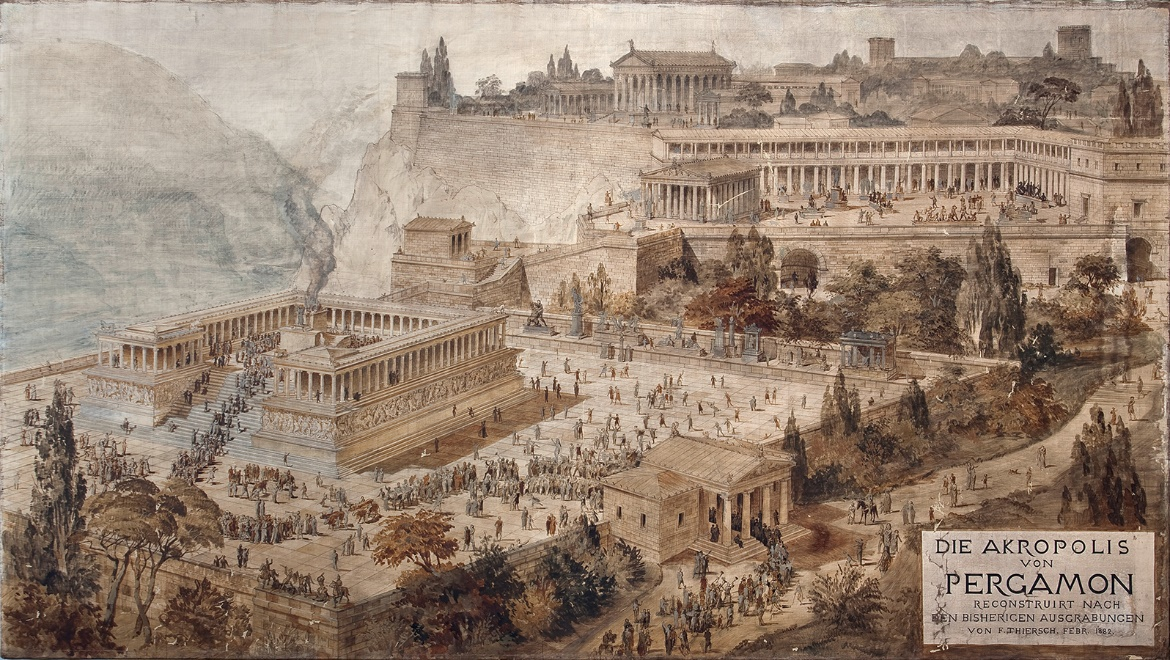 DIE AKROPOLIS
VON
PERGAMON
RECONSTRUIRT NACH
DEN BISHERIGEN AUSGRABUNGEN
VON F. THIERSCH, FEBR. 1882.